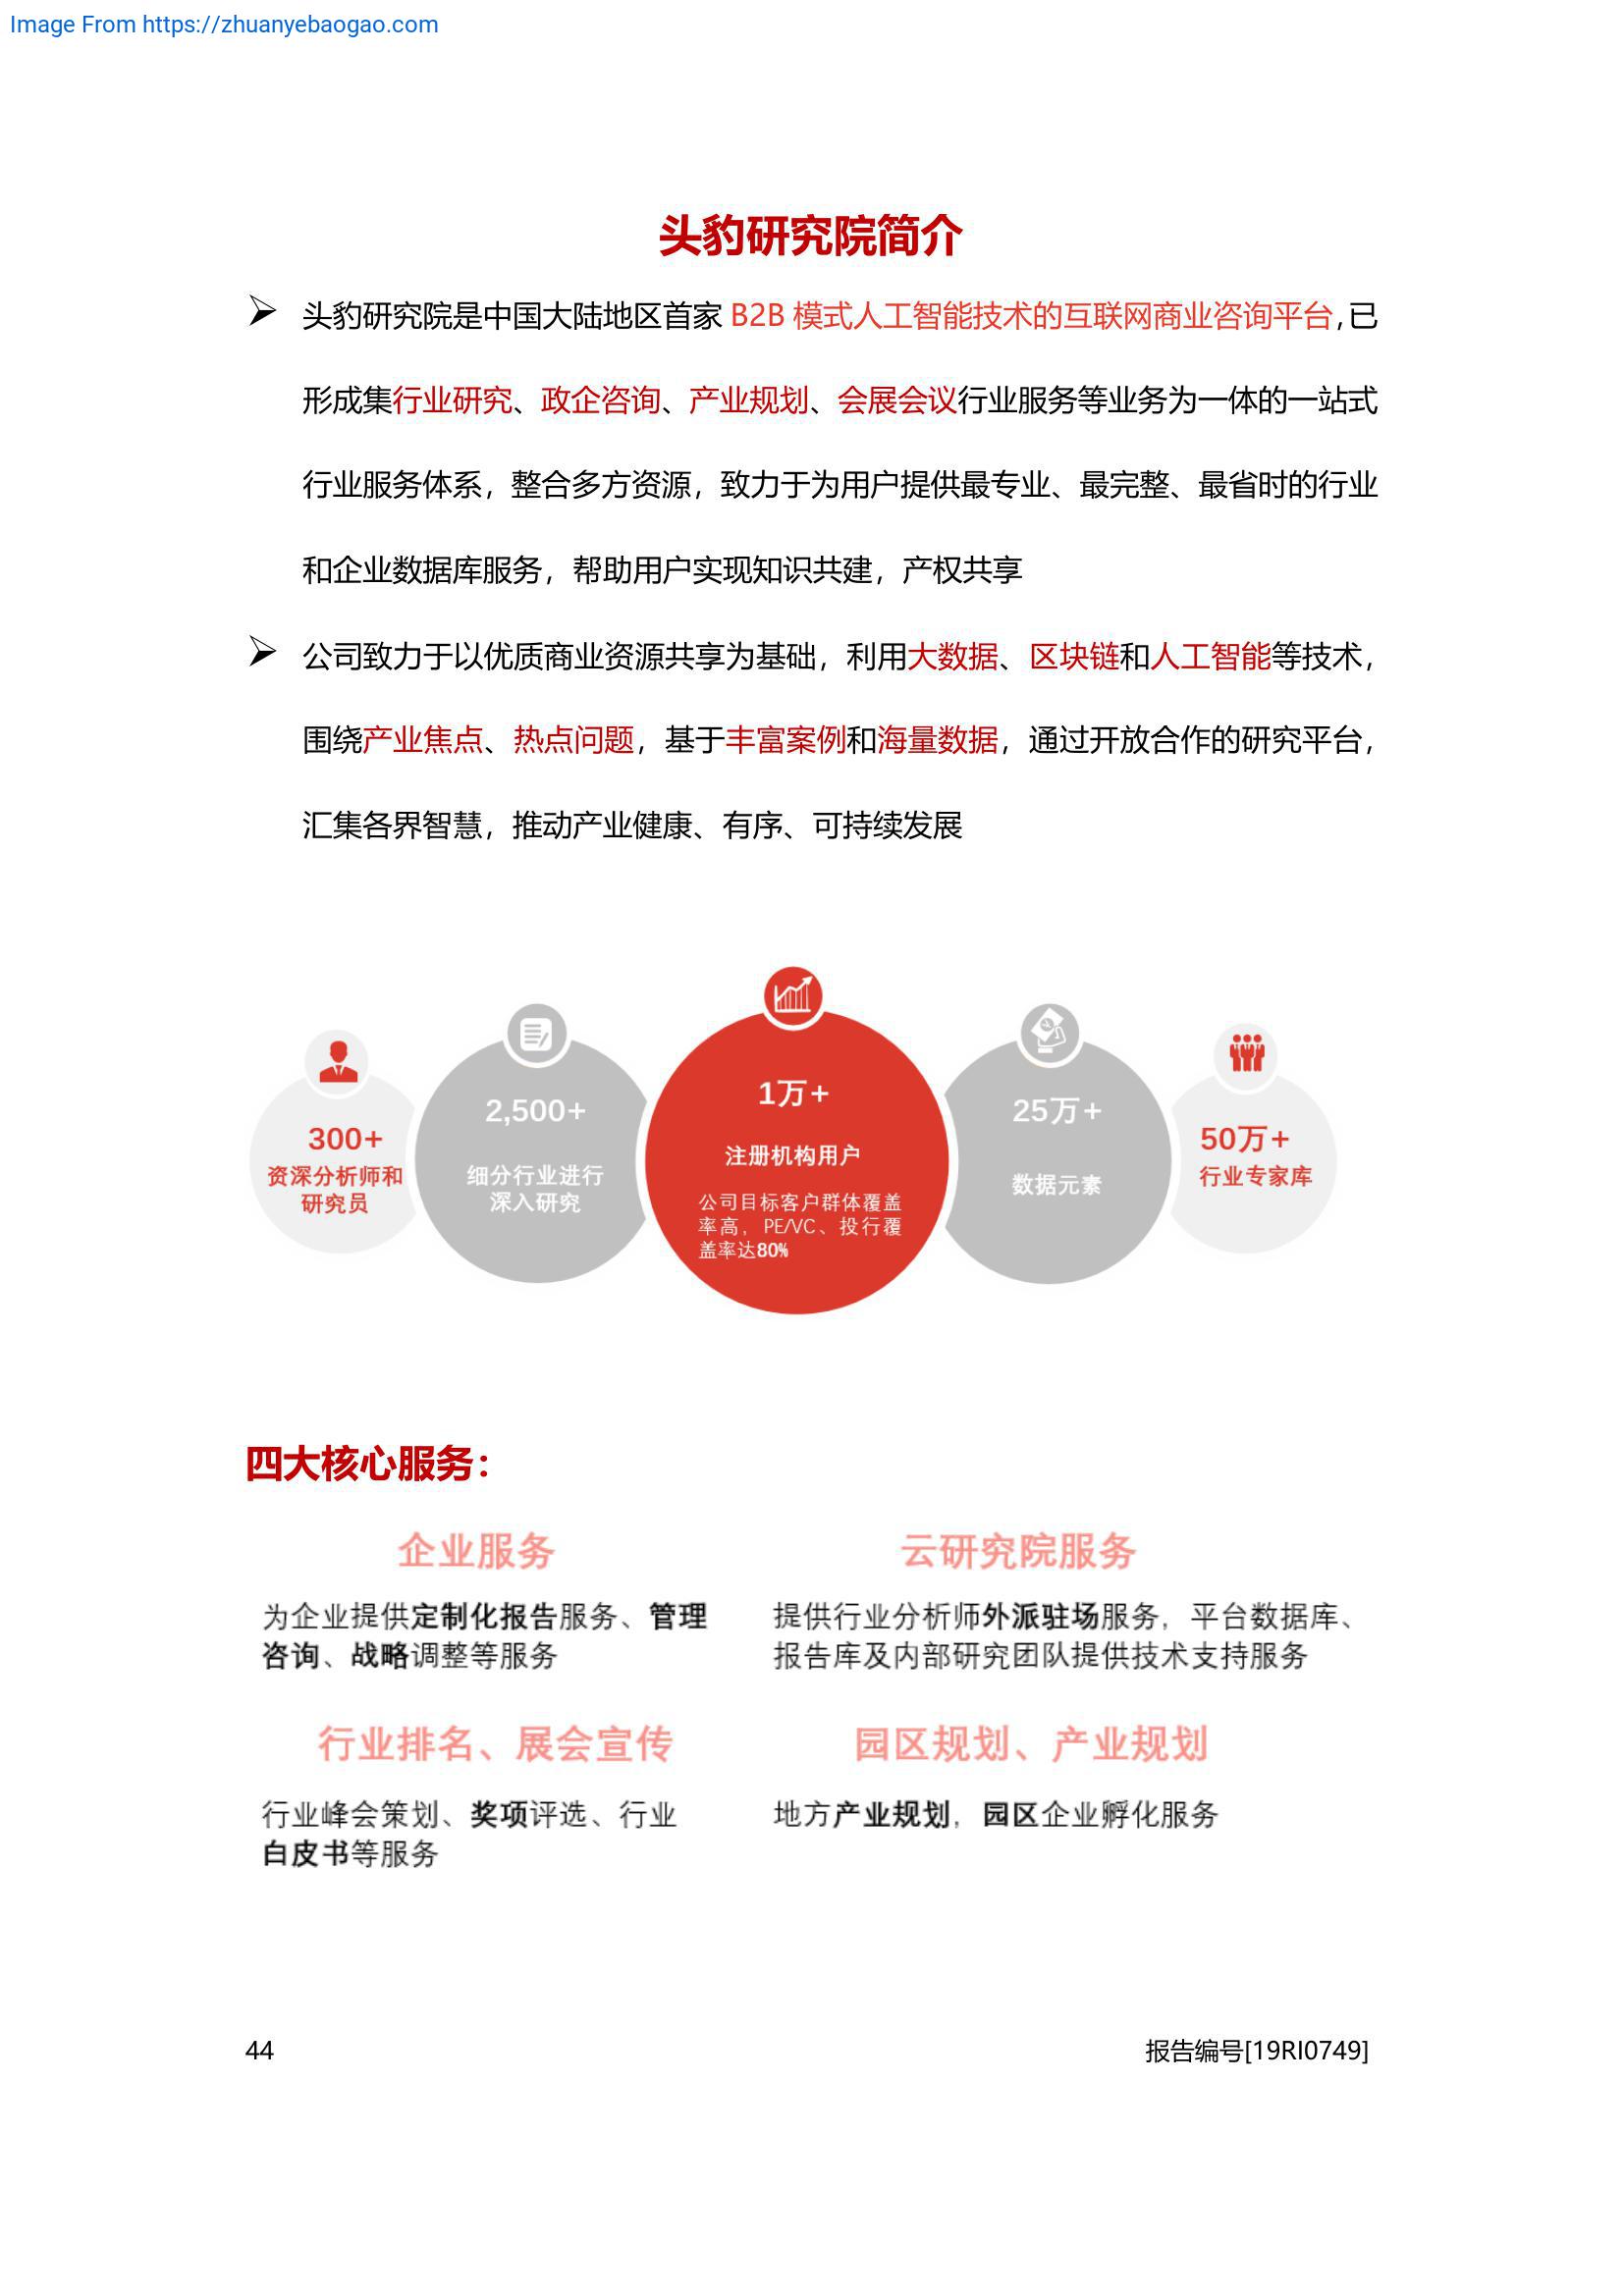 Image From https://zhuanyebaogao.com
头豹研究院简介
头豹研究院是中国大陆地区首家 B2B 模式人工智能技术的互联网商业咨询平台，已
形成集行业研究、政企咨询、产业规划、会展会议行业服务等业务为一体的一站式
行业服务体系，整合多方资源，致力于为用户提供最专业、最完整、最省时的行业
和企业数据库服务，帮助用户实现知识共建，产权共享
公司致力于以优质商业资源共享为基础，利用大数据、区块链和人工智能等技术，
围绕产业焦点、热点问题，基于丰富案例和海量数据，通过开放合作的研究平台，
汇集各界智慧，推动产业健康、有序、可持续发展
300+
资深分析师和
研究员
2,500+
细分行业进行
深入研究
1万+
注册机构用户
公司目标客户群体覆盖
率高，PE/VC、投行覆
盖率达80%
25万+
数据元素
50万+
行业专家库
四大核心服务：
企业服务
为企业提供定制化报告服务、管理
咨询、战略调整等服务
云研究院服务
提供行业分析师外派驻场服务，平台数据库、
报告库及内部研究团队提供技术支持服务
行业排名、展会宣传
行业峰会策划、奖项评选、行业
白皮书等服务
园区规划、产业规划
地方产业规划，园区企业孵化服务
44
报告编号[19RI0749]